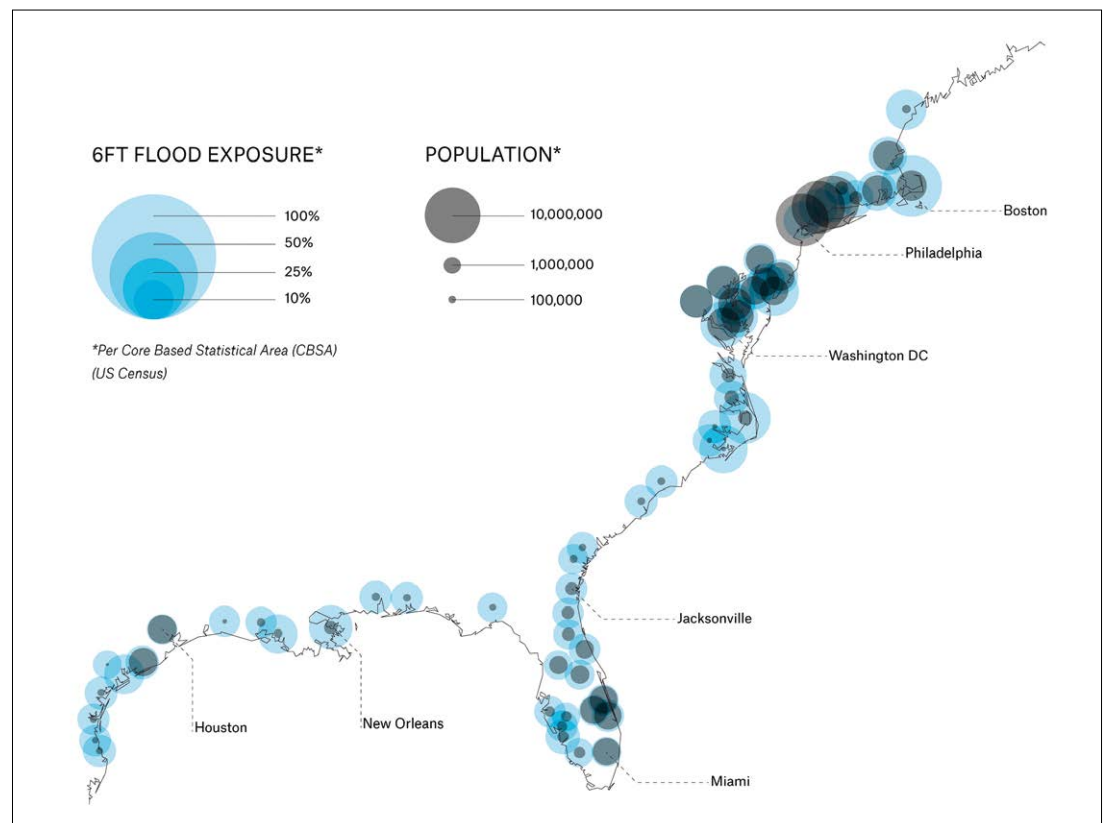 6FT FLOOD EXPOSURE*
100%
50%
25%
10%
*Per Core Based Statistical Area (CBSA)
(US Census)
POPULATION*
10,000,000
1,000,000
100,000
Boston
Philadelphia
Washington DC
Jacksonville
Houston
New Orleans
Miami